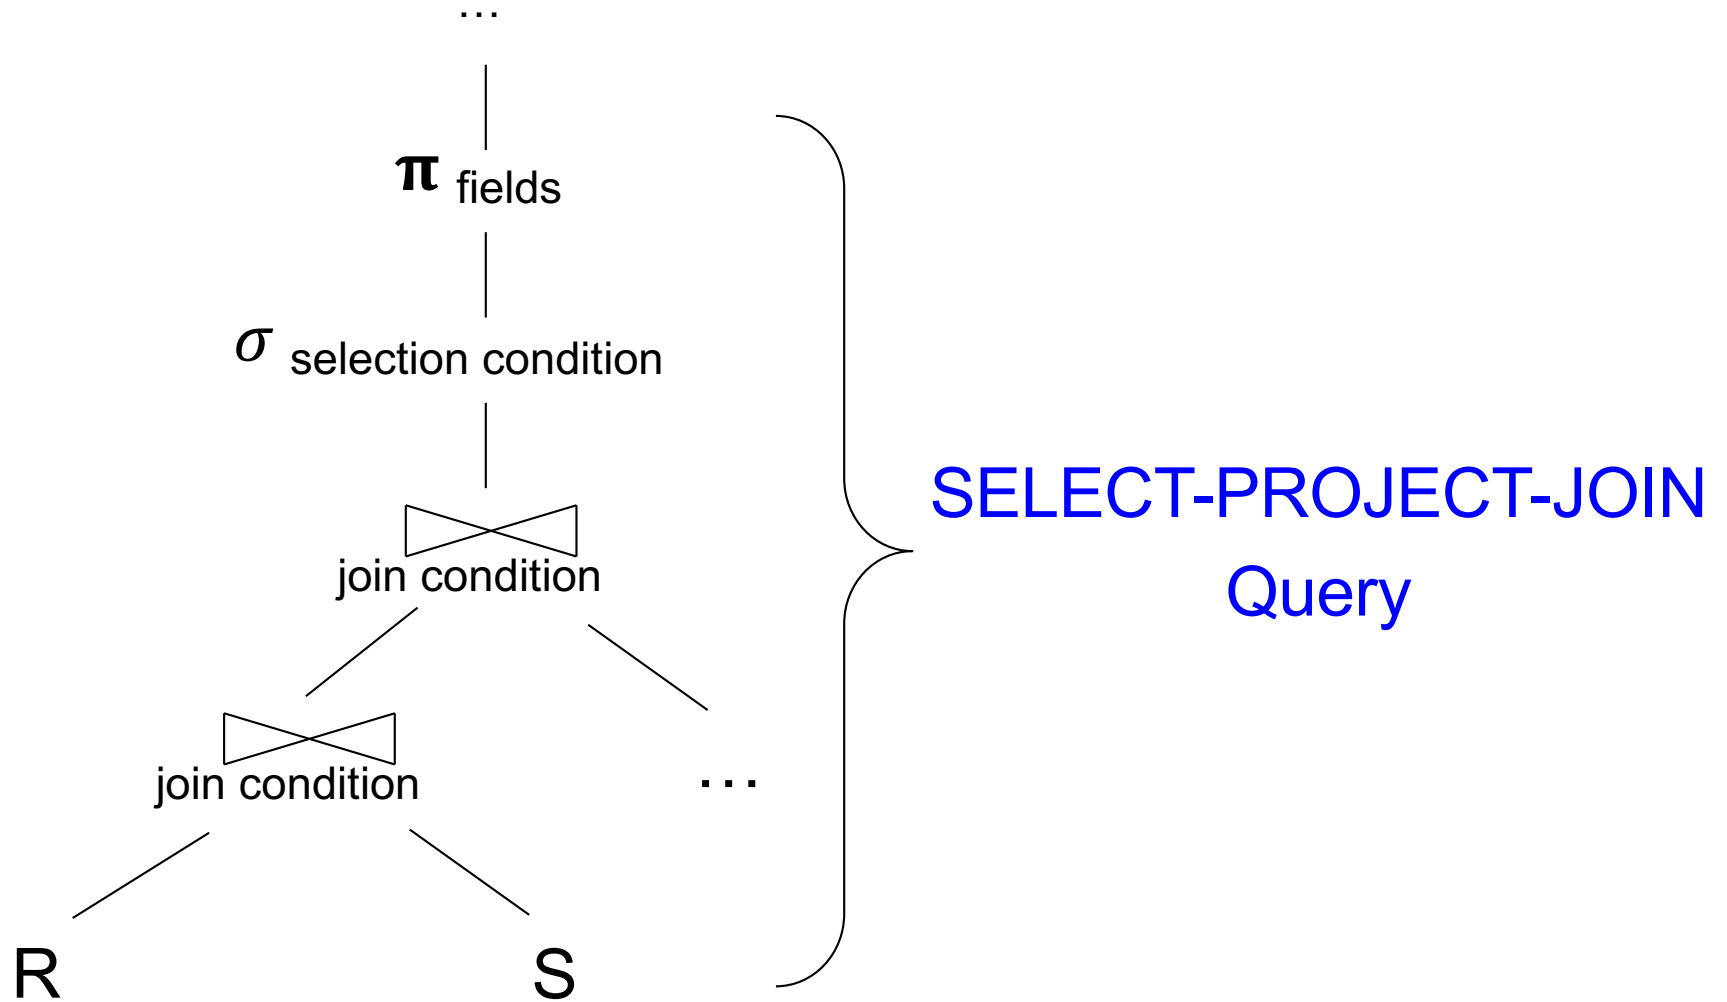 ...
π fields
σ selection condition
join condition
join condition
...
R
S
SELECT-PROJECT-JOIN
Query